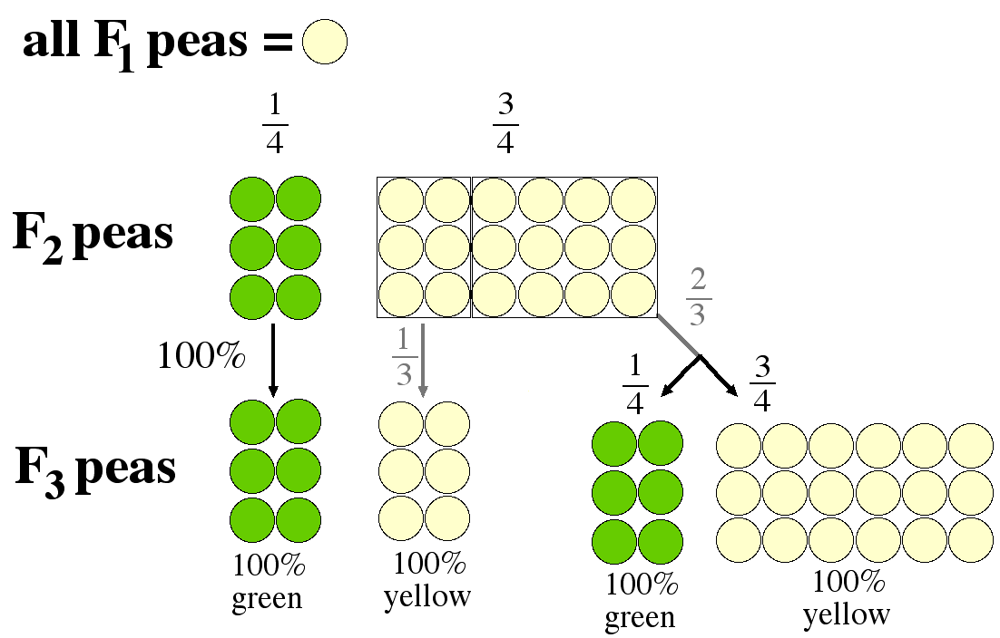 all F1 peas =
1/4 3/4
F2 peas
2/3
100% 1/3 1/4 3/4
F3 peas
100% green
100% yellow
100% green
100% yellow